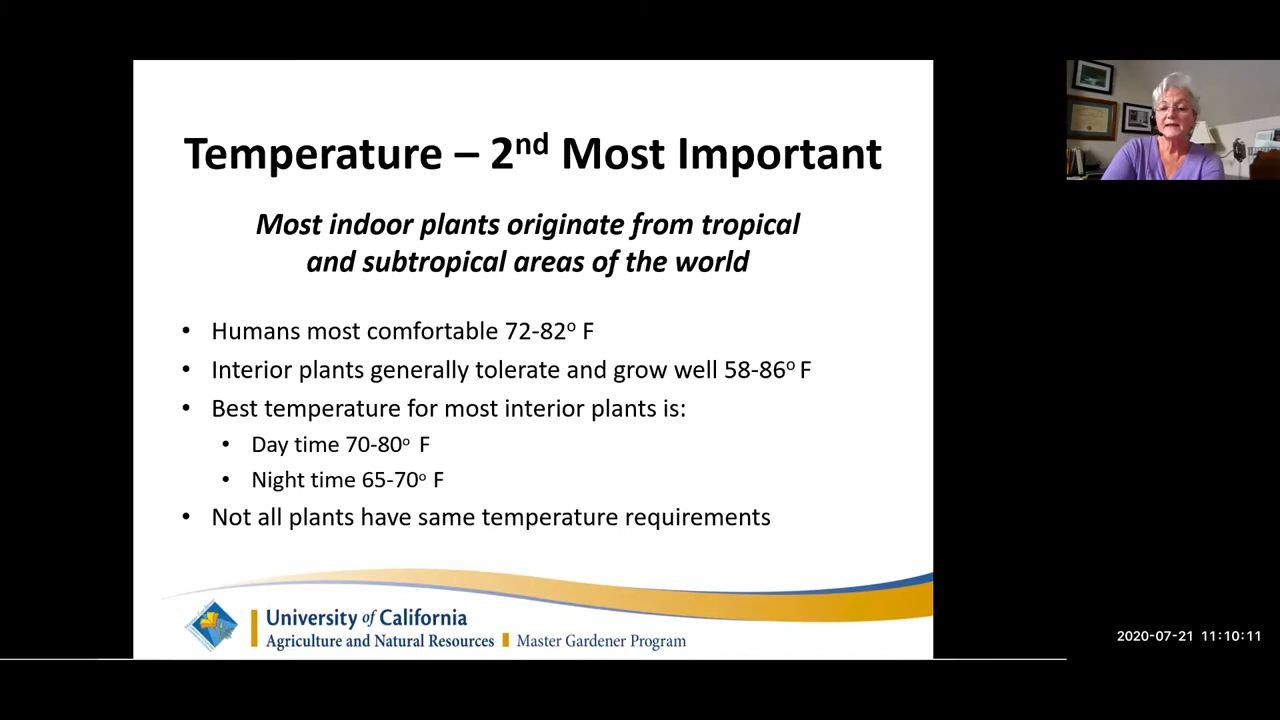 Temperature – 2nd Most Important
Most indoor plants originate from tropical
and subtropical areas of the world
• Humans most comfortable 72-82º F
• Interior plants generally tolerate and grow well 58-86º F
• Best temperature for most interior plants is:
• Day time 70-80º F
• Night time 65-70º F
• Not all plants have same temperature requirements
University of California
Agriculture and Natural Resources Master Gardener Program
2020-07-21 11:10:11